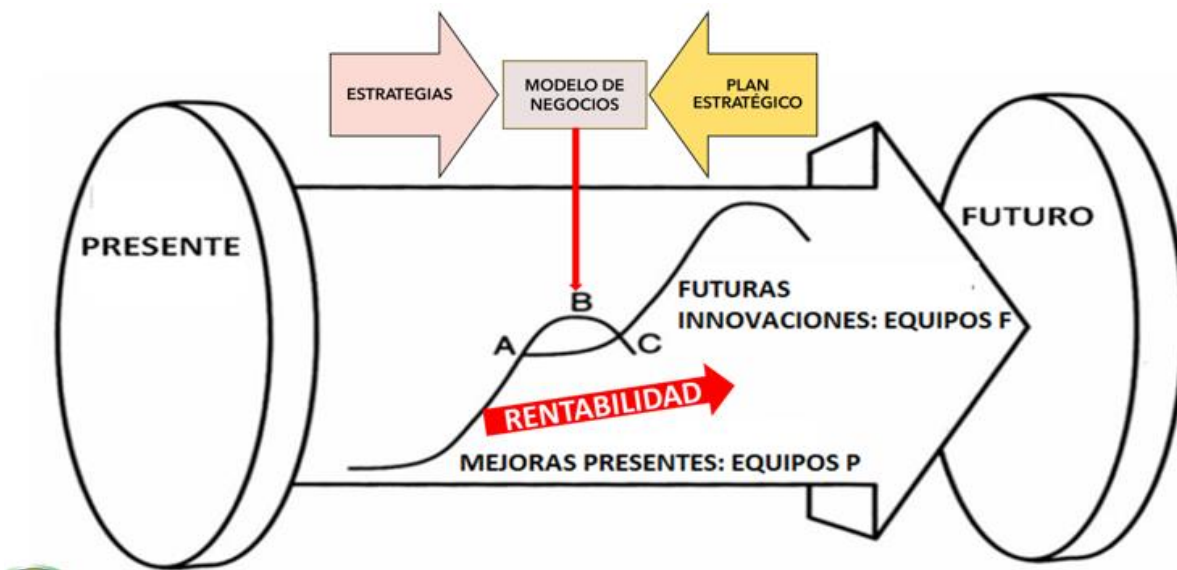 ESTRATEGIAS
MODELO DE
NEGOCIOS
PLAN
ESTRATÉGICO
PRESENTE
FUTURO
B
A
C
FUTURAS
INNOVACIONES: EQUIPOS F
RENTABILIDAD
MEJORAS PRESENTES: EQUIPOS P